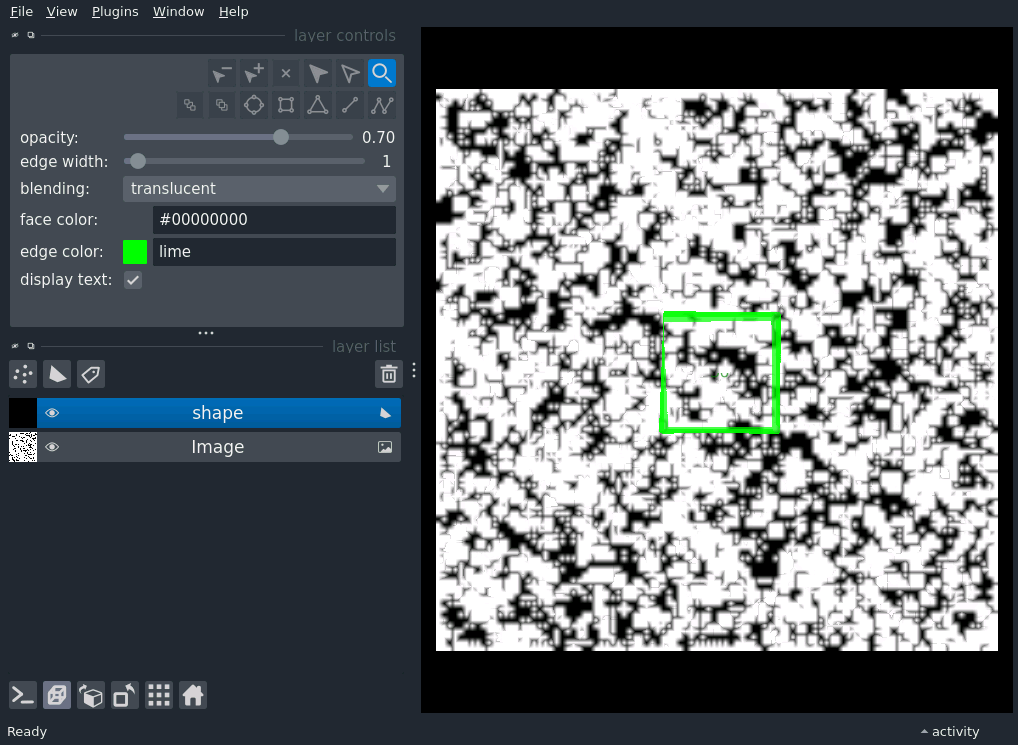 File View Plugins Window Help
layer controls
opacity: 0.70
edge width: 1
blending: translucent
face color: #00000000
edge color: lime
display text:
layer list
shape
Image
Ready
activity